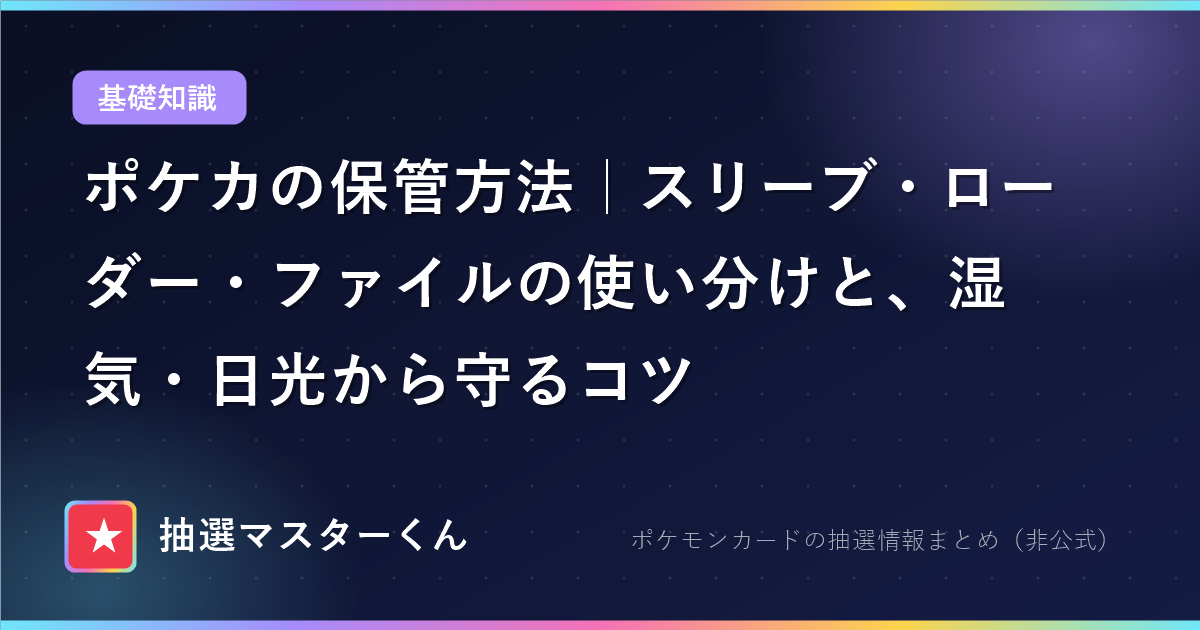 基礎知識
ポケカの保管方法｜スリーブ・ロー
ダー・ファイルの使い分けと、湿
気・日光から守るコツ
抽選マスターくん
ポケモンカードの抽選情報まとめ（非公式）